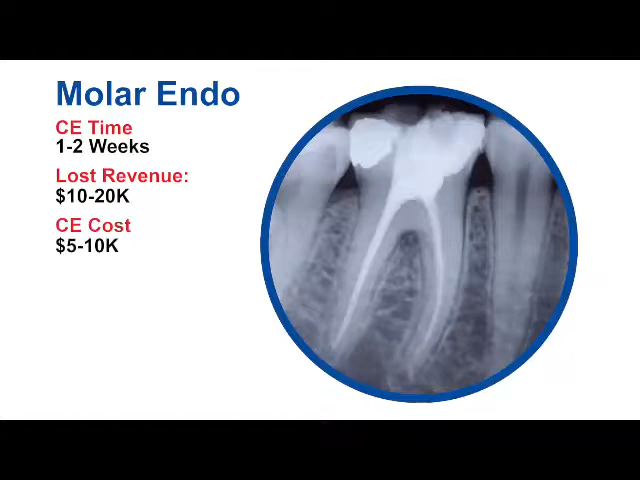 Molar Endo
CE Time
1-2 Weeks
Lost Revenue:
$10-20K
CE Cost
$5-10K